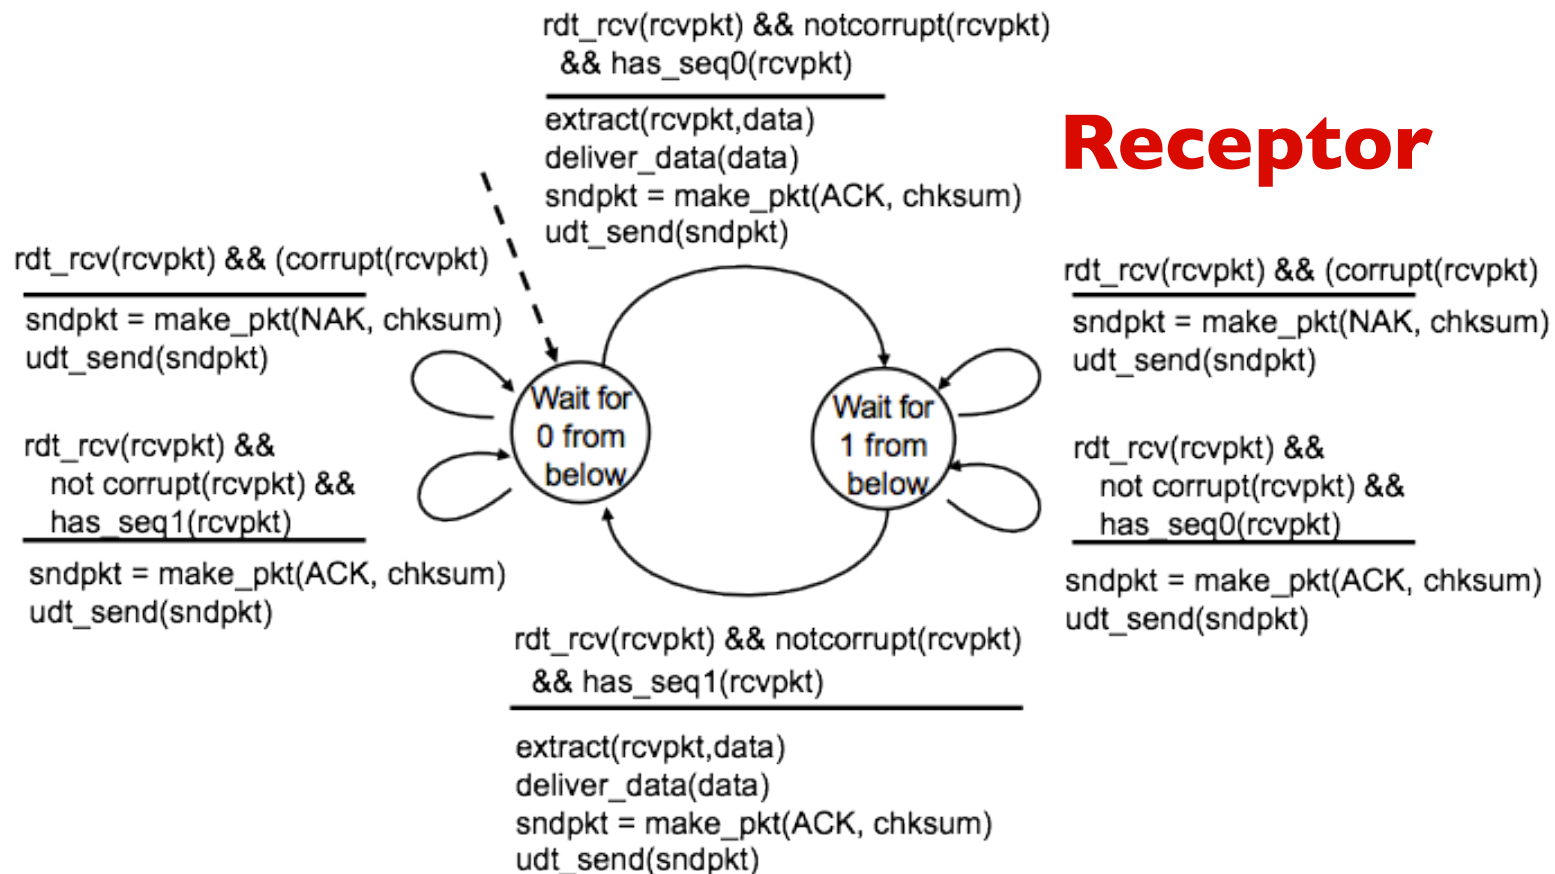 rdt_rcv(rcvpkt) && notcorrupt(rcvpkt)
&& has_seq0(rcvpkt)
extract(rcvpkt,data)
deliver_data(data)
sndpkt = make_pkt(ACK, chksum)
udt_send(sndpkt)
Receptor
rdt_rcv(rcvpkt) && (corrupt(rcvpkt)
sndpkt = make_pkt(NAK, chksum)
udt_send(sndpkt)
rdt_rcv(rcvpkt) &&
not corrupt(rcvpkt) &&
has_seq1(rcvpkt)
sndpkt = make_pkt(ACK, chksum)
udt_send(sndpkt)
Wait for
0 from
below
Wait for
1 from
below
rdt_rcv(rcvpkt) && (corrupt(rcvpkt)
sndpkt = make_pkt(NAK, chksum)
udt_send(sndpkt)
rdt_rcv(rcvpkt) &&
not corrupt(rcvpkt) &&
has_seq0(rcvpkt)
sndpkt = make_pkt(ACK, chksum)
udt_send(sndpkt)
rdt_rcv(rcvpkt) && notcorrupt(rcvpkt)
&& has_seq1(rcvpkt)
extract(rcvpkt,data)
deliver_data(data)
sndpkt = make_pkt(ACK, chksum)
udt_send(sndpkt)